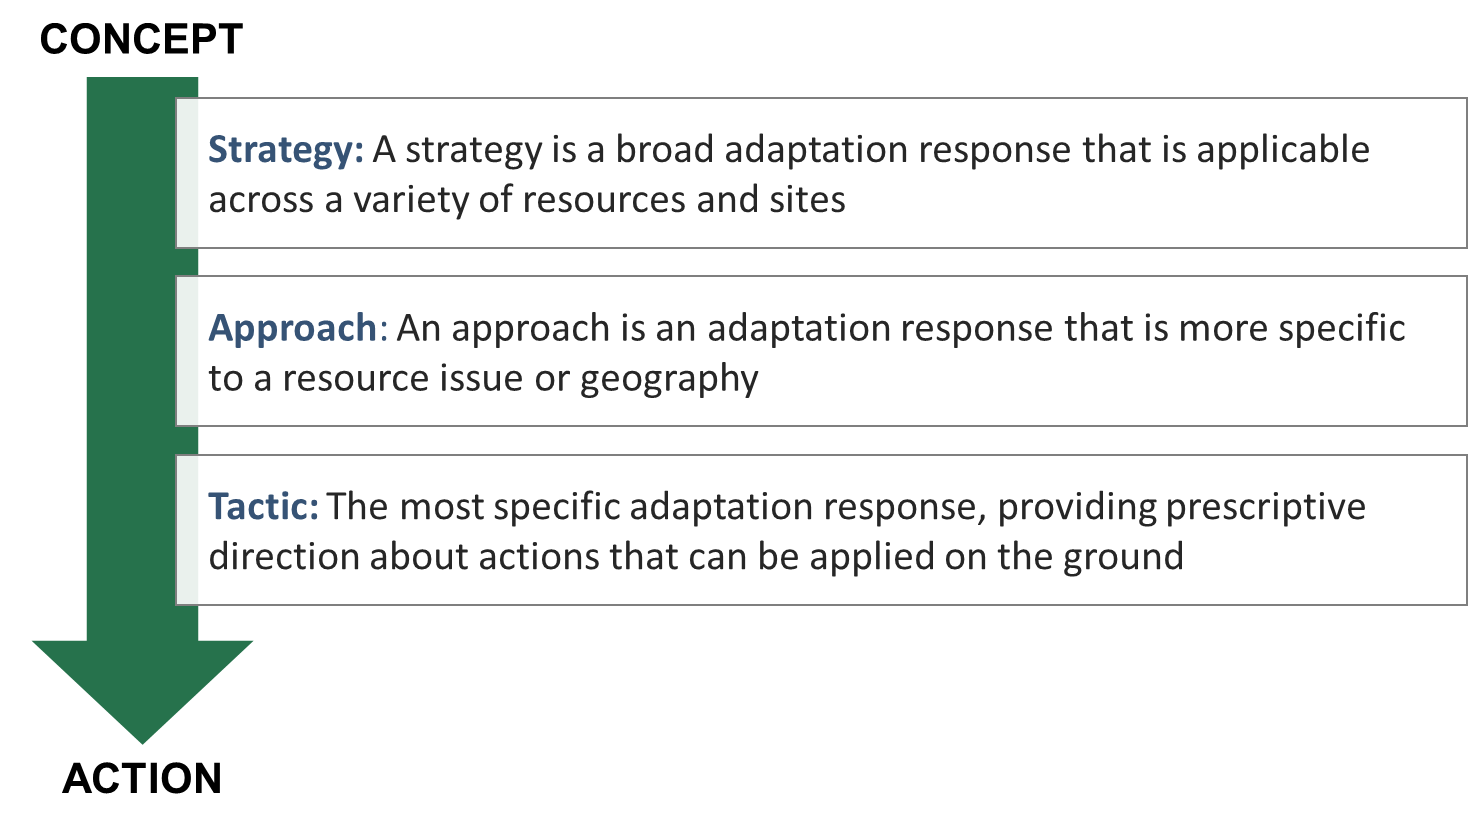 CONCEPT
Strategy: A strategy is a broad adaptation response that is applicable
across a variety of resources and sites
Approach: An approach is an adaptation response that is more specific
to a resource issue or geography
Tactic: The most specific adaptation response, providing prescriptive
direction about actions that can be applied on the ground
ACTION